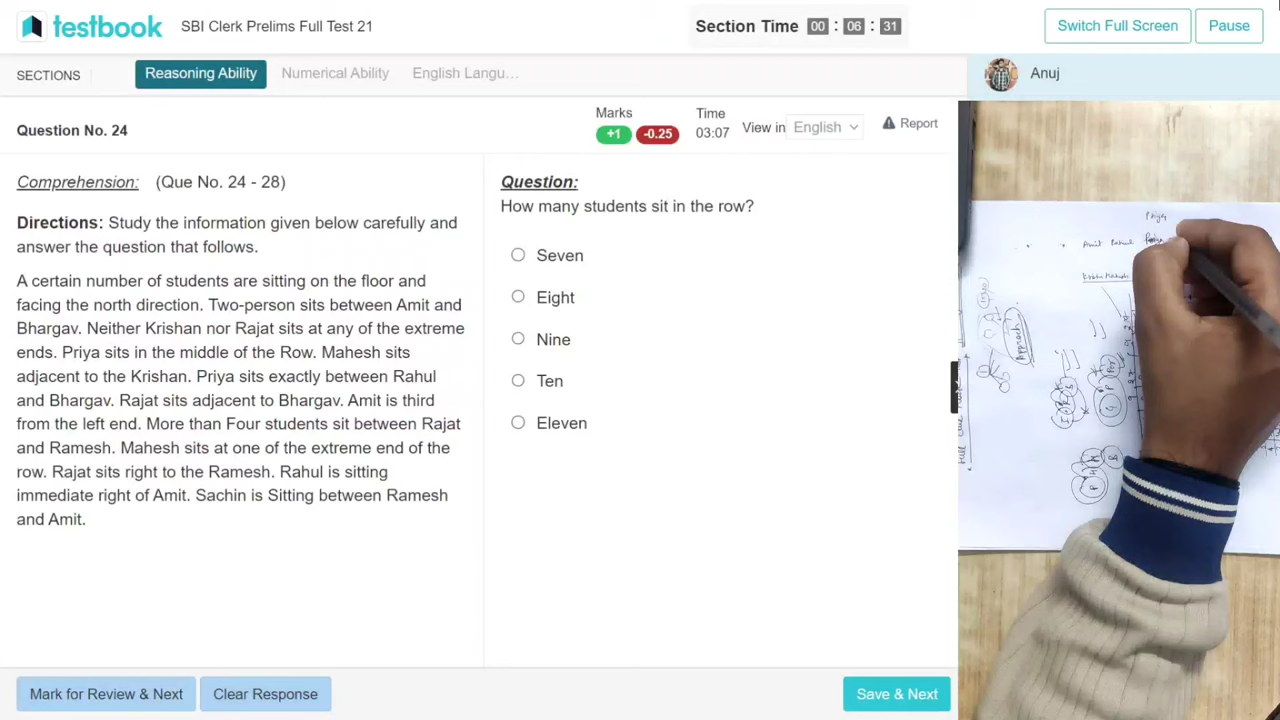 testbook
SBI Clerk Prelims Full Test 21
Section Time 00 : 06 : 31
Switch Full Screen
Pause
SECTIONS
Reasoning Ability
Numerical Ability
English Langu...
Anuj
Question No. 24
Marks
+1 -0.25
Time
03:07
View in English
Report
Comprehension: (Que No. 24 - 28)
Directions: Study the information given below carefully and
answer the question that follows.
A certain number of students are sitting on the floor and
facing the north direction. Two-person sits between Amit and
Bhargav. Neither Krishan nor Rajat sits at any of the extreme
ends. Priya sits in the middle of the Row. Mahesh sits
adjacent to the Krishan. Priya sits exactly between Rahul
and Bhargav. Rajat sits adjacent to Bhargav. Amit is third
from the left end. More than Four students sit between Rajat
and Ramesh. Mahesh sits at one of the extreme end of the
row. Rajat sits right to the Ramesh. Rahul is sitting
immediate right of Amit. Sachin is Sitting between Ramesh
and Amit.
Question:
How many students sit in the row?
Seven
Eight
Nine
Ten
Eleven
Priya
Amit Rahul Priya
Approach
Mark for Review & Next
Clear Response
Save & Next